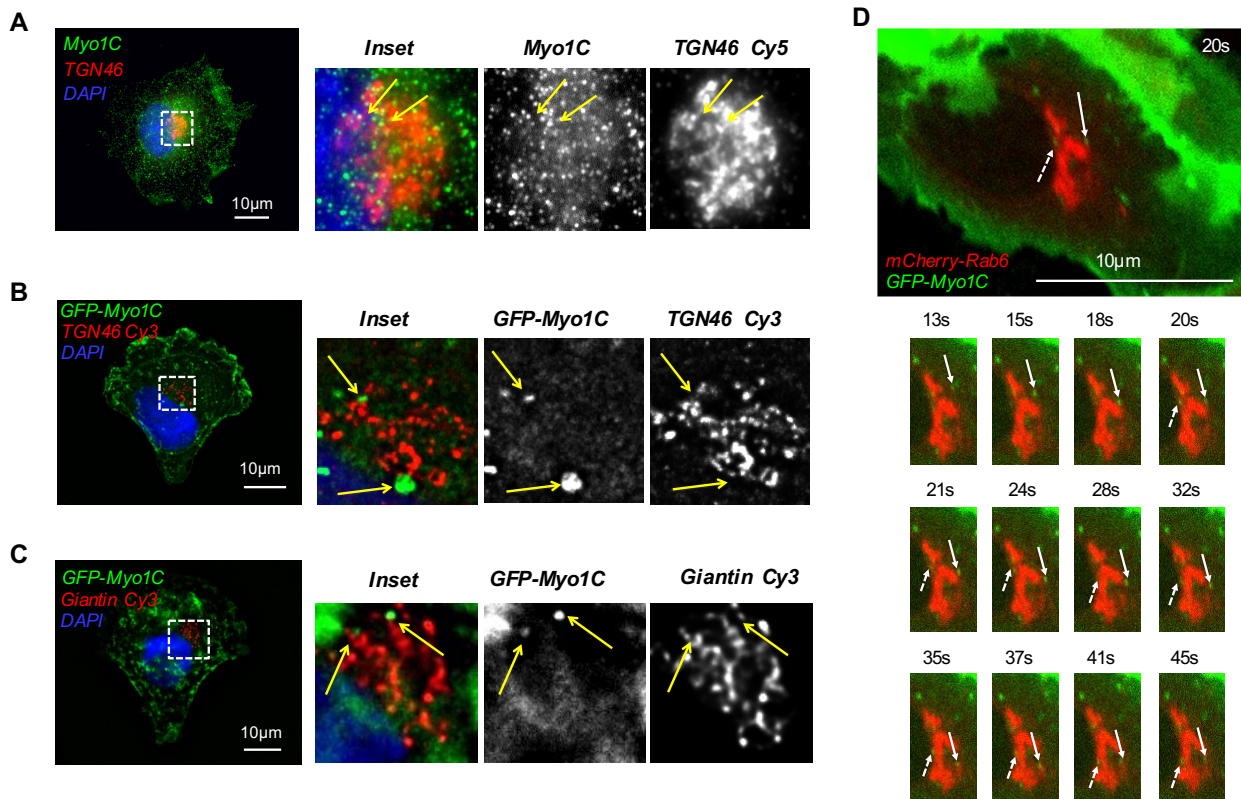 A
Myo1C
TGN46
DAPI
10µm
Inset
Myo1C
TGN46 Cy5
B
GFP-Myo1C
TGN46 Cy3
DAPI
10µm
Inset
GFP-Myo1C
TGN46 Cy3
C
GFP-Myo1C
Giantin Cy3
DAPI
10µm
Inset
GFP-Myo1C
Giantin Cy3
D
20s
mCherry-Rab6
GFP-Myo1C
10µm
13s 15s 18s 20s
21s 24s 28s 32s
35s 37s 41s 45s